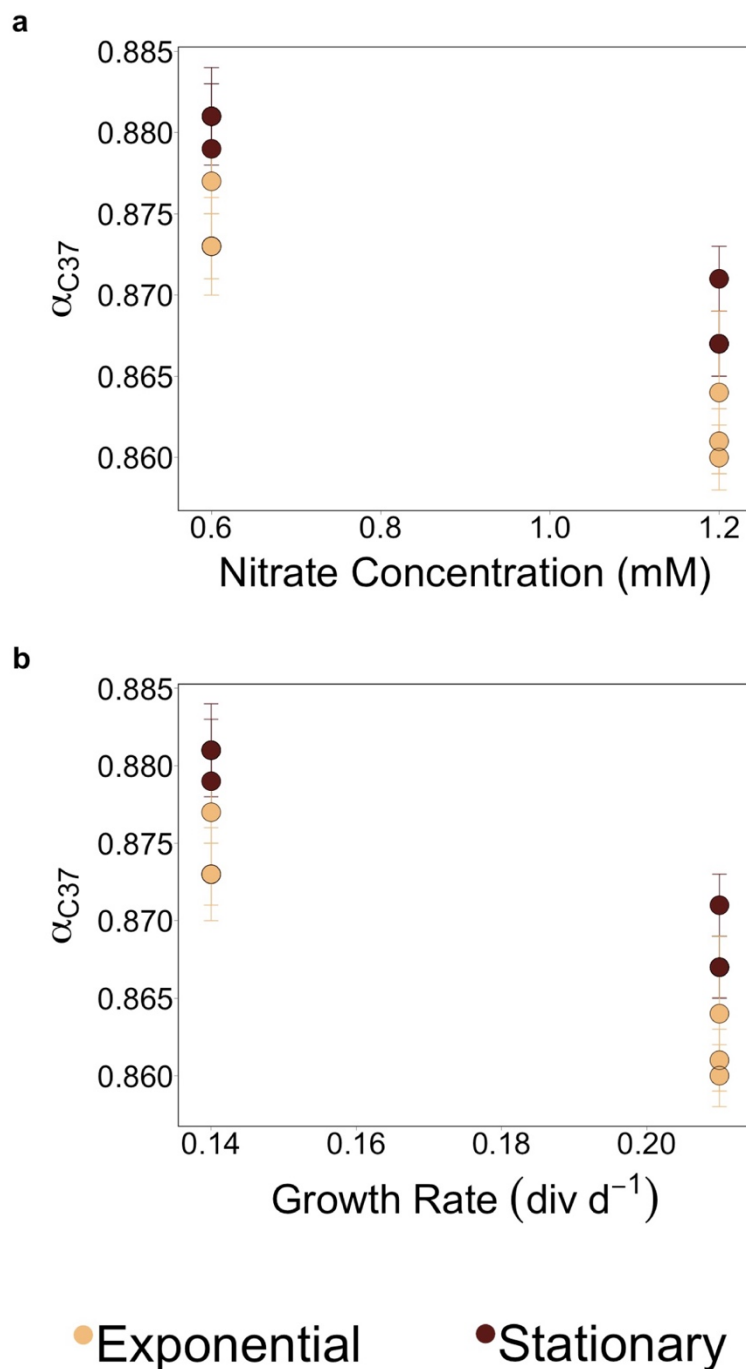 a
0.885
0.880
0.875
0.870
0.865
0.860
αC37
0.6 0.8 1.0 1.2
Nitrate Concentration (mM)
b
0.885
0.880
0.875
0.870
0.865
0.860
αC37
0.14 0.16 0.18 0.20
Growth Rate (div d⁻¹)
Exponential Stationary